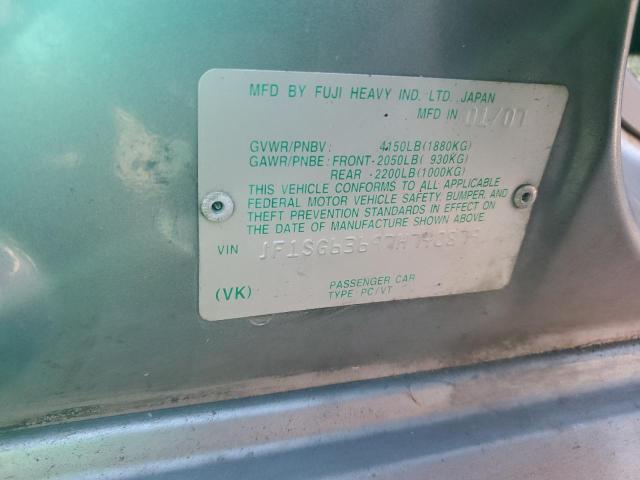 MFD BY FUJI HEAVY IND. LTD. JAPAN
MFD IN 01/07
GVWR/PNBV: 4150LB(1880KG)
GAWR/PNBE: FRONT-2050LB( 930KG)
REAR -2200LB(1000KG)
THIS VEHICLE CONFORMS TO ALL APPLICABLE
FEDERAL MOTOR VEHICLE SAFETY, BUMPER, AND
THEFT PREVENTION STANDARDS IN EFFECT ON
THE DATE OF MANUFACTURE SHOWN ABOVE.
VIN
(VK)
PASSENGER CAR
TYPE PC/VT